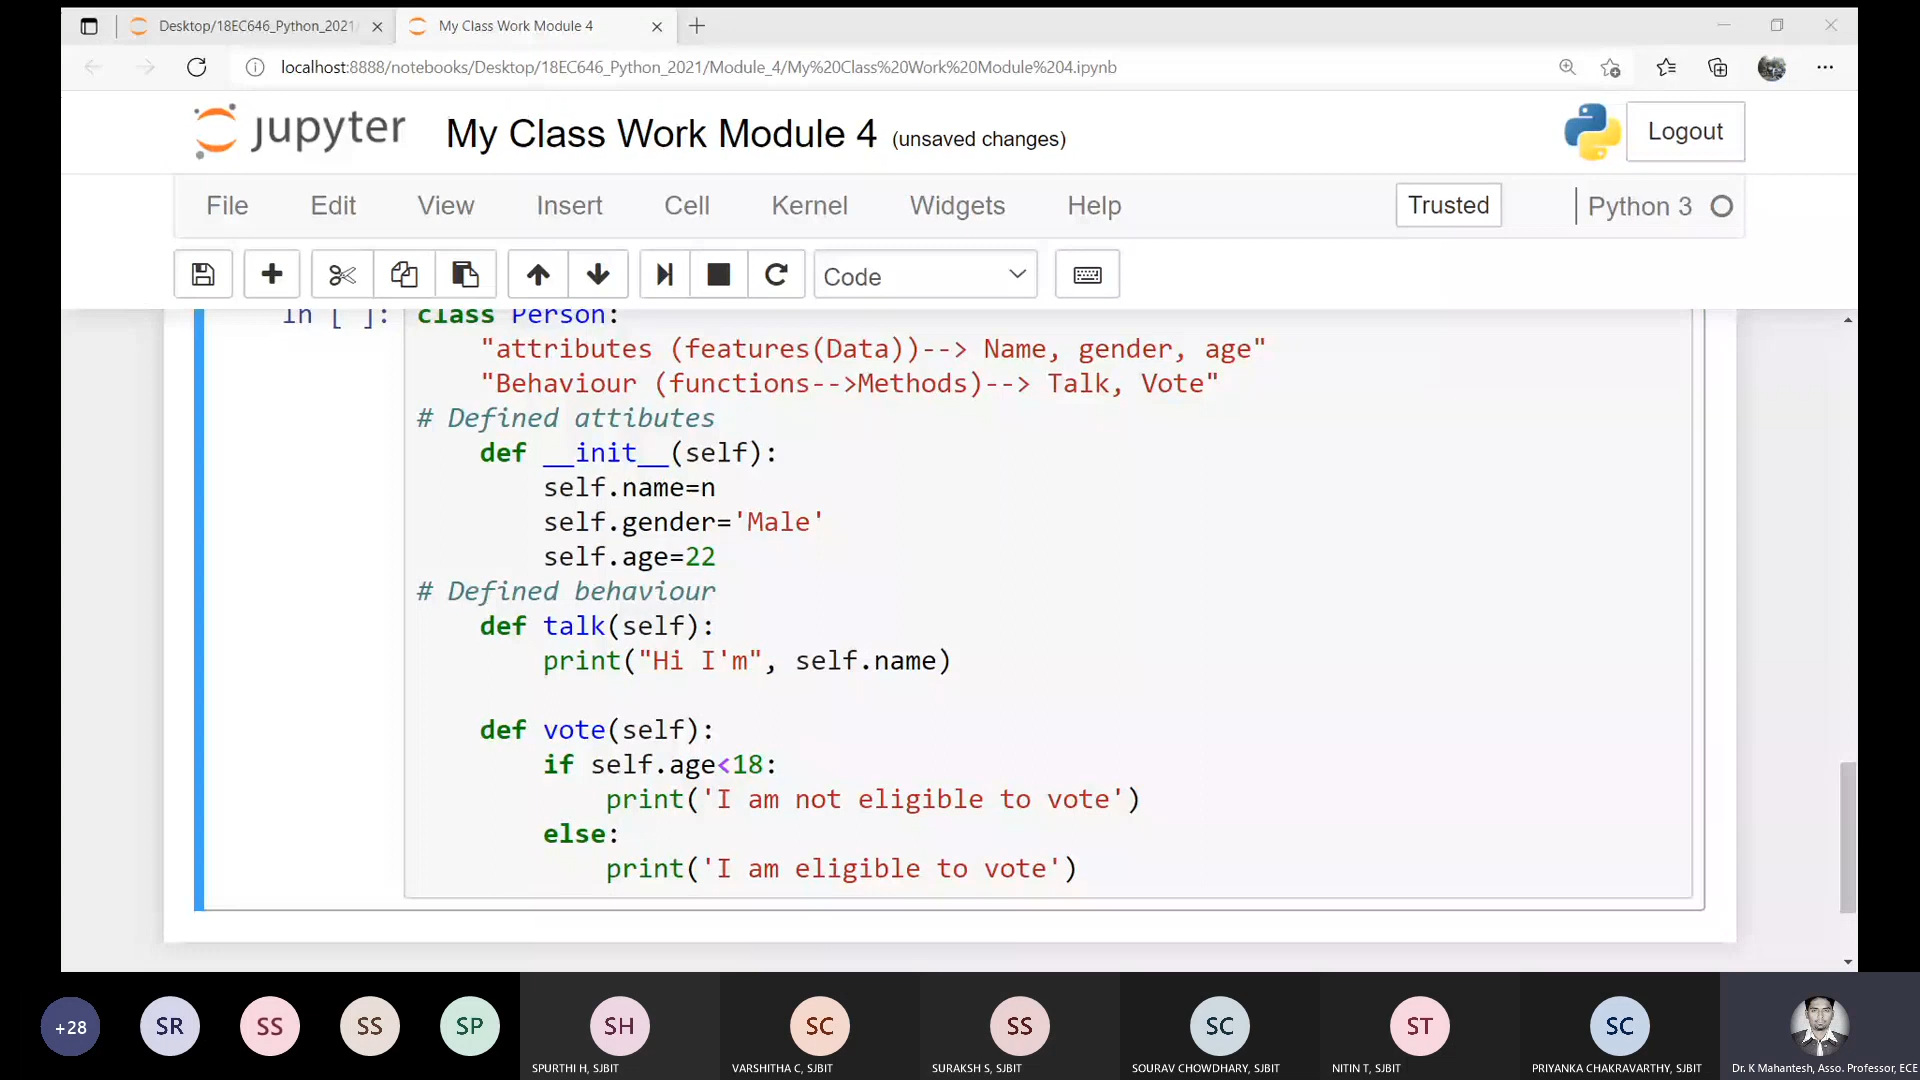 Desktop/18EC646_Python_2021/
My Class Work Module 4
localhost:8888/notebooks/Desktop/18EC646_Python_2021/Module_4/My%20Class%20Work%20Module%204.ipynb
jupyter My Class Work Module 4 (unsaved changes)
Logout
File Edit View Insert Cell Kernel Widgets Help Trusted Python 3
Code
In [ ]: class Person:
"attributes (features(Data))--> Name, gender, age"
"Behaviour (functions-->Methods)--> Talk, Vote"
# Defined attibutes
def __init__(self):
self.name=n
self.gender='Male'
self.age=22
# Defined behaviour
def talk(self):
print("Hi I'm", self.name)
def vote(self):
if self.age<18:
print('I am not eligible to vote')
else:
print('I am eligible to vote')
+28 SR SS SS SP SH SC SS SC ST SC
SPURTHI H, SJBIT VARSHITHA C, SJBIT SURAKSH S, SJBIT SOURAV CHOWDHARY, SJBIT NITIN T, SJBIT PRIYANKA CHAKRAVARTHY, SJBIT Dr. K Mahantesh, Asso. Professor, ECE